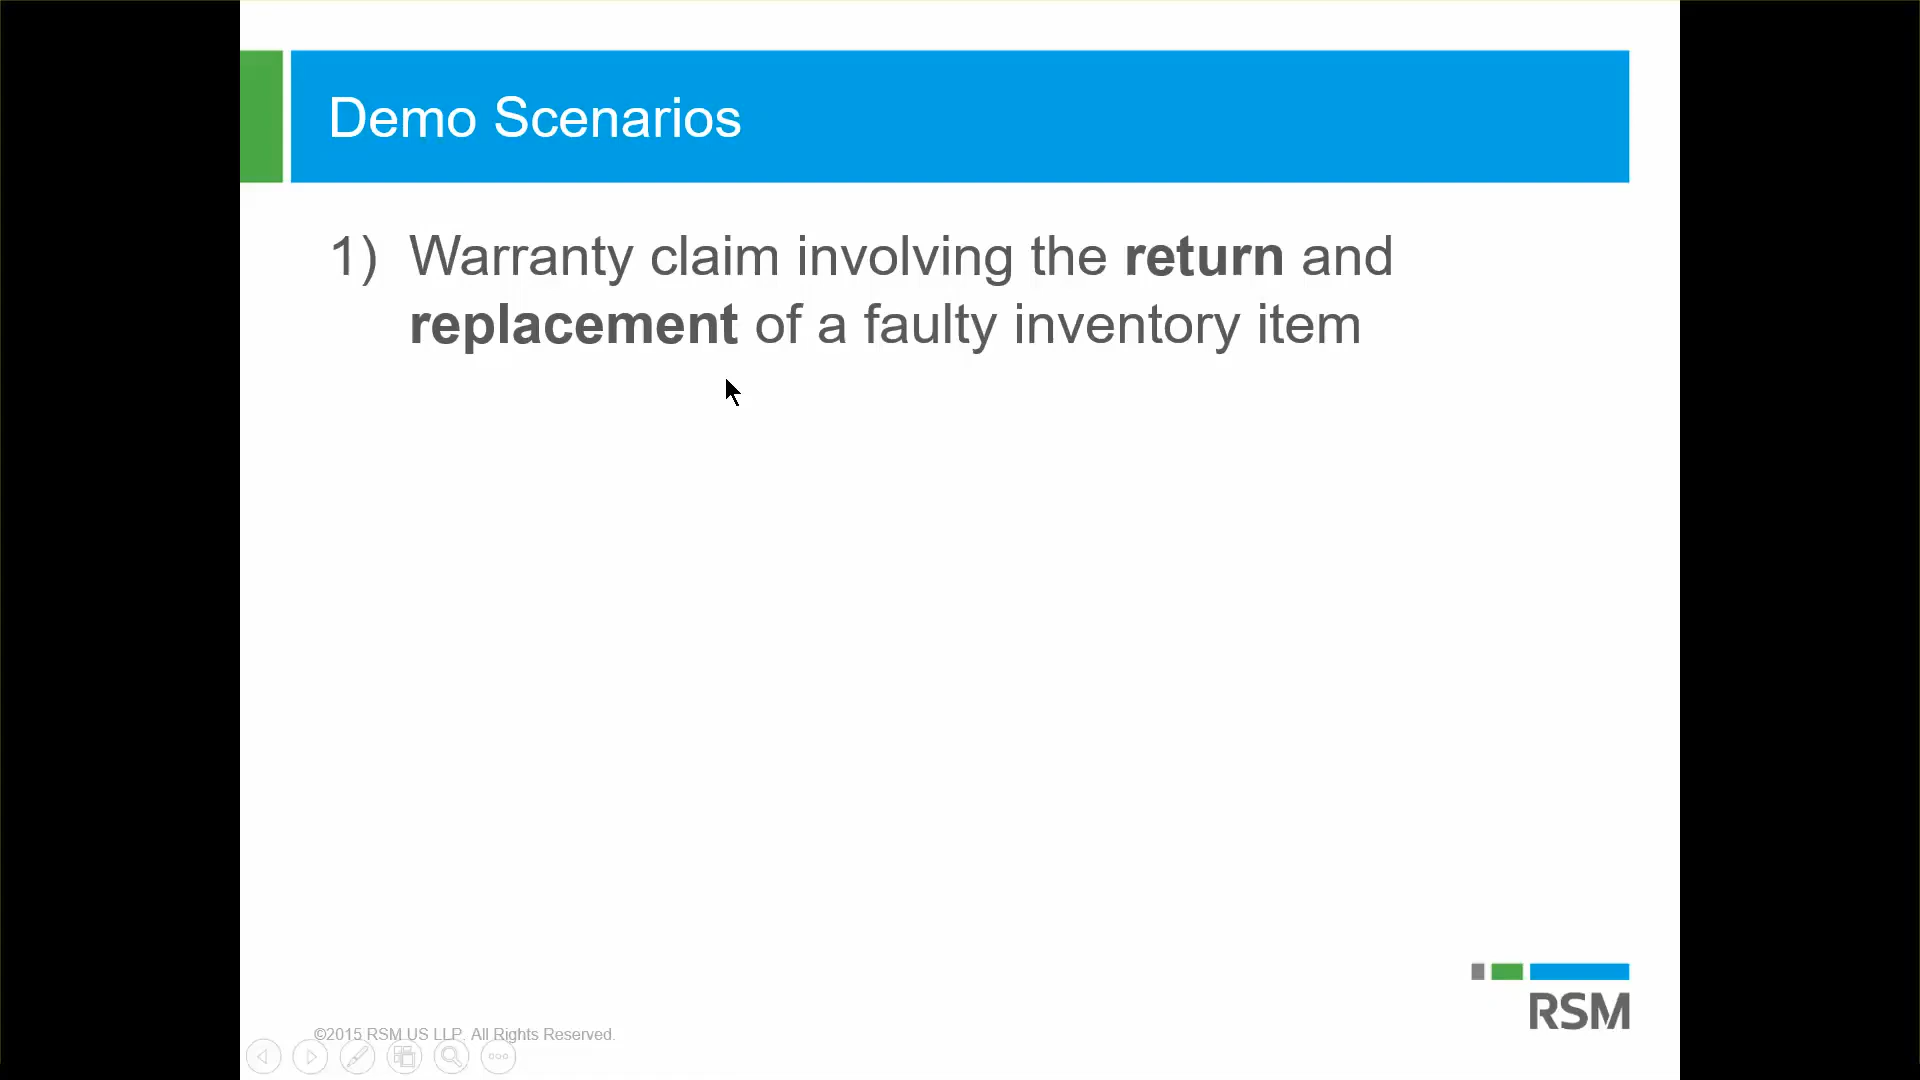 Demo Scenarios
1) Warranty claim involving the return and
replacement of a faulty inventory item
RSM
©2015 RSM US LLP. All Rights Reserved.